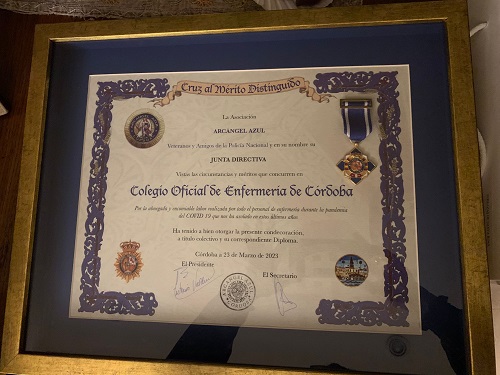 Cruz al Mérito Distinguido
La Asociación
ARCÁNGEL AZUL
Veteranos y Amigos de la Policía Nacional y en su nombre su
JUNTA DIRECTIVA
Vistas las circunstancias y méritos que concurren en
Colegio Oficial de Enfermería de Córdoba
Por la abnegada y encomiable labor realizada por todo el personal de enfermería durante la pandemia
del COVID 19 que nos ha asolado en estos últimos años.
Ha tenido a bien otorgar la presente condecoración,
a título colectivo y su correspondiente Diploma.
Córdoba a 23 de Marzo de 2023
El Presidente
El Secretario